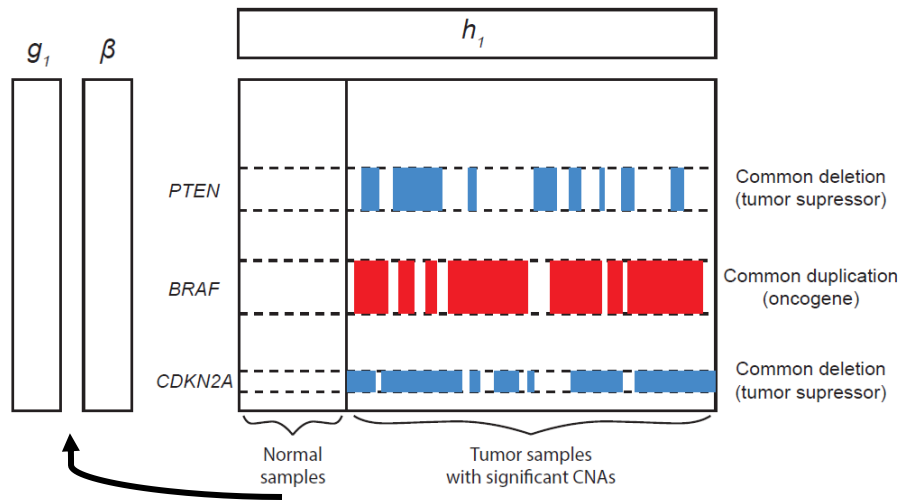 h1
g1
β
PTEN
Common deletion
(tumor supressor)
BRAF
Common duplication
(oncogene)
CDKN2A
Common deletion
(tumor supressor)
Normal
samples
Tumor samples
with significant CNAs